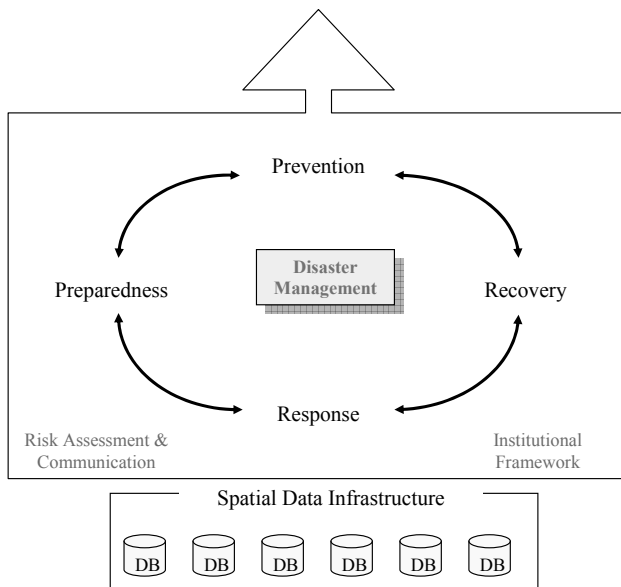 Prevention
Disaster
Management
Preparedness
Recovery
Response
Risk Assessment &
Communication
Institutional
Framework
Spatial Data Infrastructure
DB DB DB DB DB DB